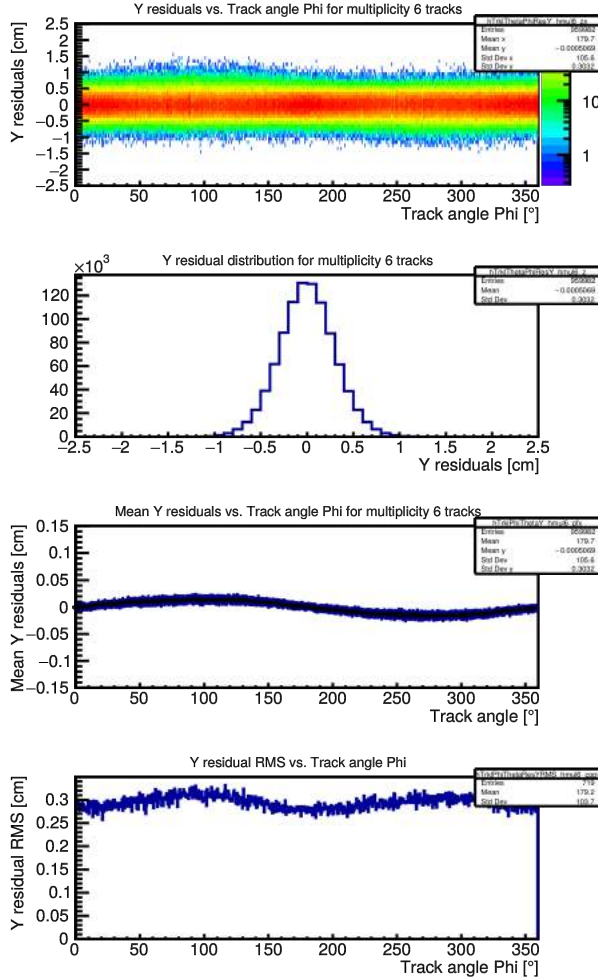 Y residuals vs. Track angle Phi for multiplicity 6 tracks
Entries 959982
Mean x 179.7
Mean y −0.0005069
Std Dev x 105.6
Std Dev y 0.3032
Y residuals [cm]
2.5
2
1.5
1
0.5
0
−0.5
−1
−1.5
−2
−2.5
10
1
0 50 100 150 200 250 300 350
Track angle Phi [°]
Y residual distribution for multiplicity 6 tracks
×10³
Entries 959982
Mean −0.0005069
Std Dev 0.3032
120
100
80
60
40
20
0
−2.5 −2 −1.5 −1 −0.5 0 0.5 1 1.5 2 2.5
Y residuals [cm]
Mean Y residuals vs. Track angle Phi for multiplicity 6 tracks
Entries 959982
Mean 179.7
Mean y −0.0005069
Std Dev 105.6
Std Dev y 0.3032
Mean Y residuals [cm]
0.15
0.1
0.05
0
−0.05
−0.1
−0.15
0 50 100 150 200 250 300 350
Track angle [°]
Y residual RMS vs. Track angle Phi
Entries 719
Mean 179.2
Std Dev 103.7
Y residual RMS [cm]
0.3
0.25
0.2
0.15
0.1
0.05
0
0 50 100 150 200 250 300 350
Track angle Phi [°]